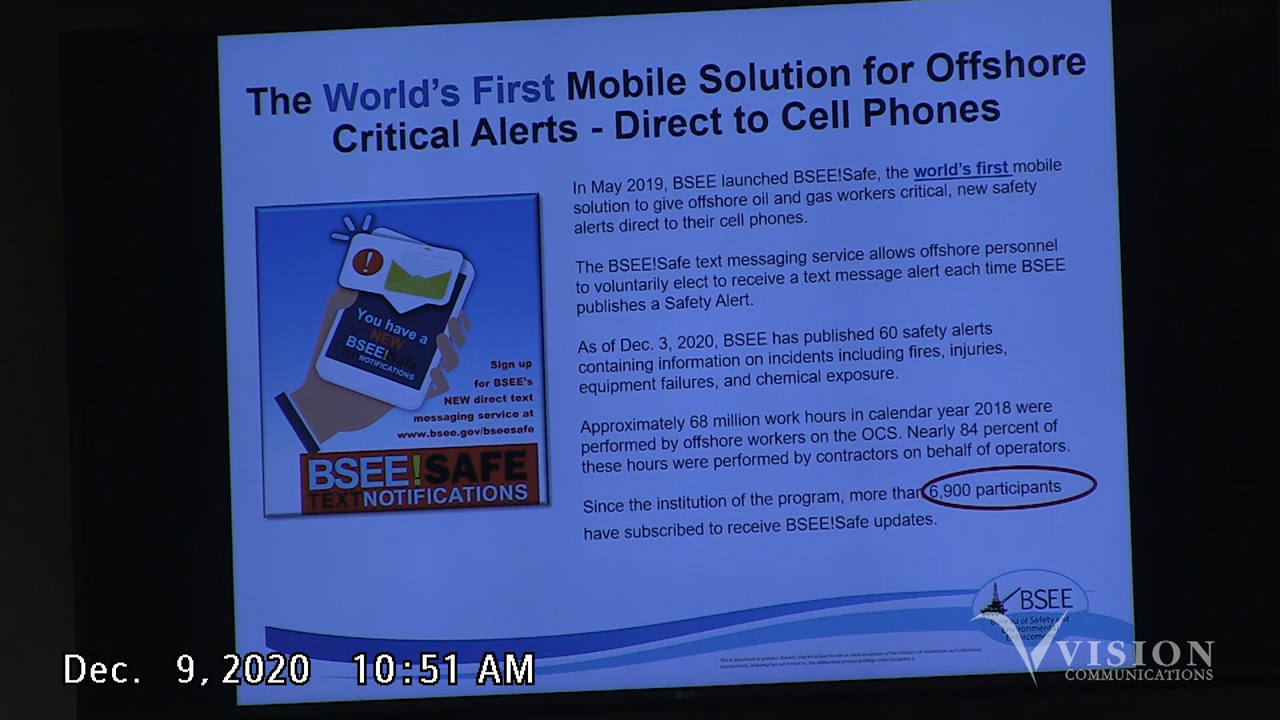 The World's First Mobile Solution for Offshore
Critical Alerts - Direct to Cell Phones
In May 2019, BSEE launched BSEE!Safe, the world's first mobile
solution to give offshore oil and gas workers critical, new safety
alerts direct to their cell phones.
The BSEE!Safe text messaging service allows offshore personnel
to voluntarily elect to receive a text message alert each time BSEE
publishes a Safety Alert.
As of Dec. 3, 2020, BSEE has published 60 safety alerts
containing information on incidents including fires, injuries,
equipment failures, and chemical exposure.
Approximately 68 million work hours in calendar year 2018 were
performed by offshore workers on the OCS. Nearly 84 percent of
these hours were performed by contractors on behalf of operators.
Since the institution of the program, more than 6,900 participants
have subscribed to receive BSEE!Safe updates.
You have a
NEW
BSEE!Safe
TEXT NOTIFICATIONS
Sign up
for BSEE's
NEW direct text
messaging service at
www.bsee.gov/bseesafe
BSEE!SAFE
TEXTNOTIFICATIONS
BSEE
Bureau of Safety and
Environmental
Enforcement
VISION
COMMUNICATIONS
Dec. 9, 2020 10:51 AM